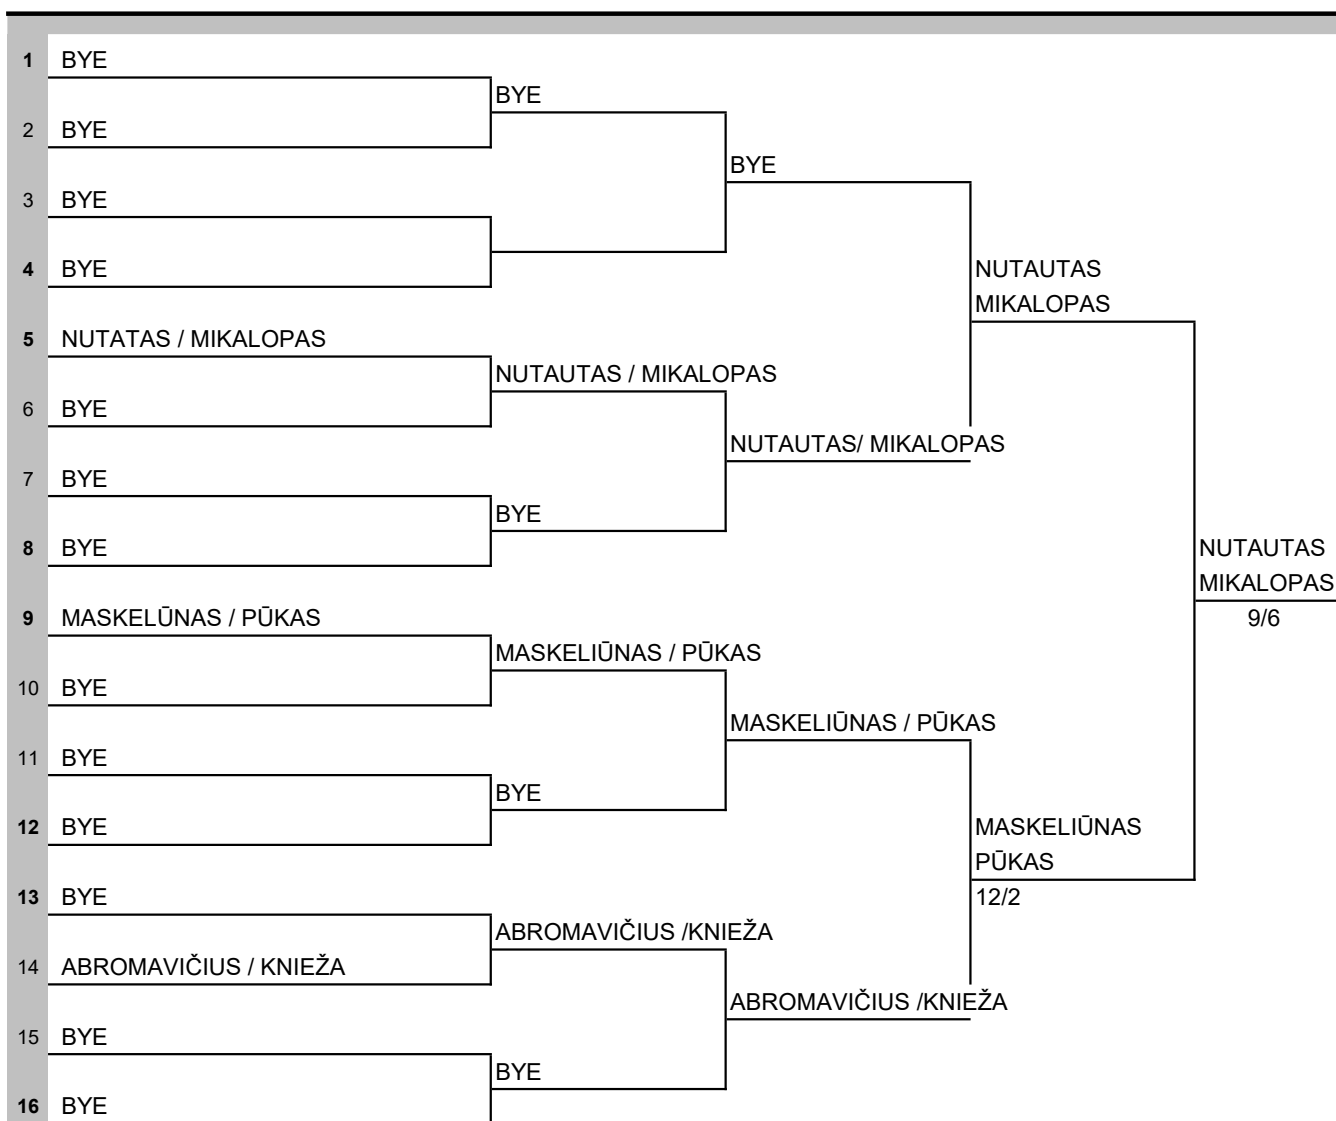 1 BYE
BYE
2 BYE
BYE
3 BYE
4 BYE
NUTAUTAS
MIKALOPAS
5 NUTATAS / MIKALOPAS
NUTAUTAS / MIKALOPAS
6 BYE
NUTAUTAS/ MIKALOPAS
7 BYE
BYE
8 BYE
NUTAUTAS
MIKALOPAS
9/6
9 MASKELŪNAS / PŪKAS
MASKELIŪNAS / PŪKAS
10 BYE
MASKELIŪNAS / PŪKAS
11 BYE
BYE
12 BYE
MASKELIŪNAS
PŪKAS
12/2
13 BYE
ABROMAVIČIUS /KNIEŽA
14 ABROMAVIČIUS / KNIEŽA
ABROMAVIČIUS /KNIEŽA
15 BYE
BYE
16 BYE